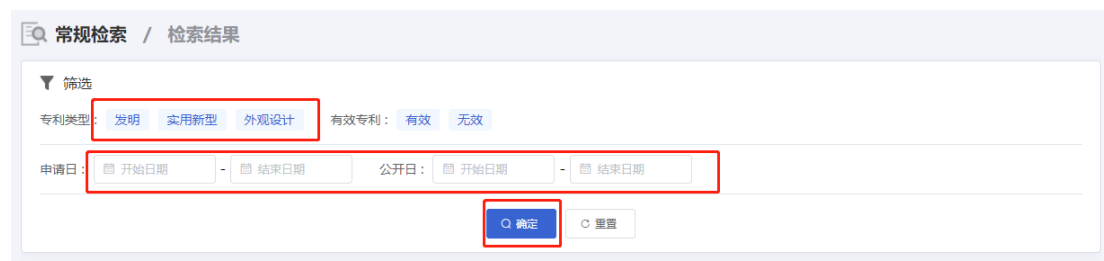 常规检索 / 检索结果
筛选
专利类型： 发明 实用新型 外观设计 有效专利： 有效 无效
申请日： 开始日期 - 结束日期 公开日： 开始日期 - 结束日期
确定 重置